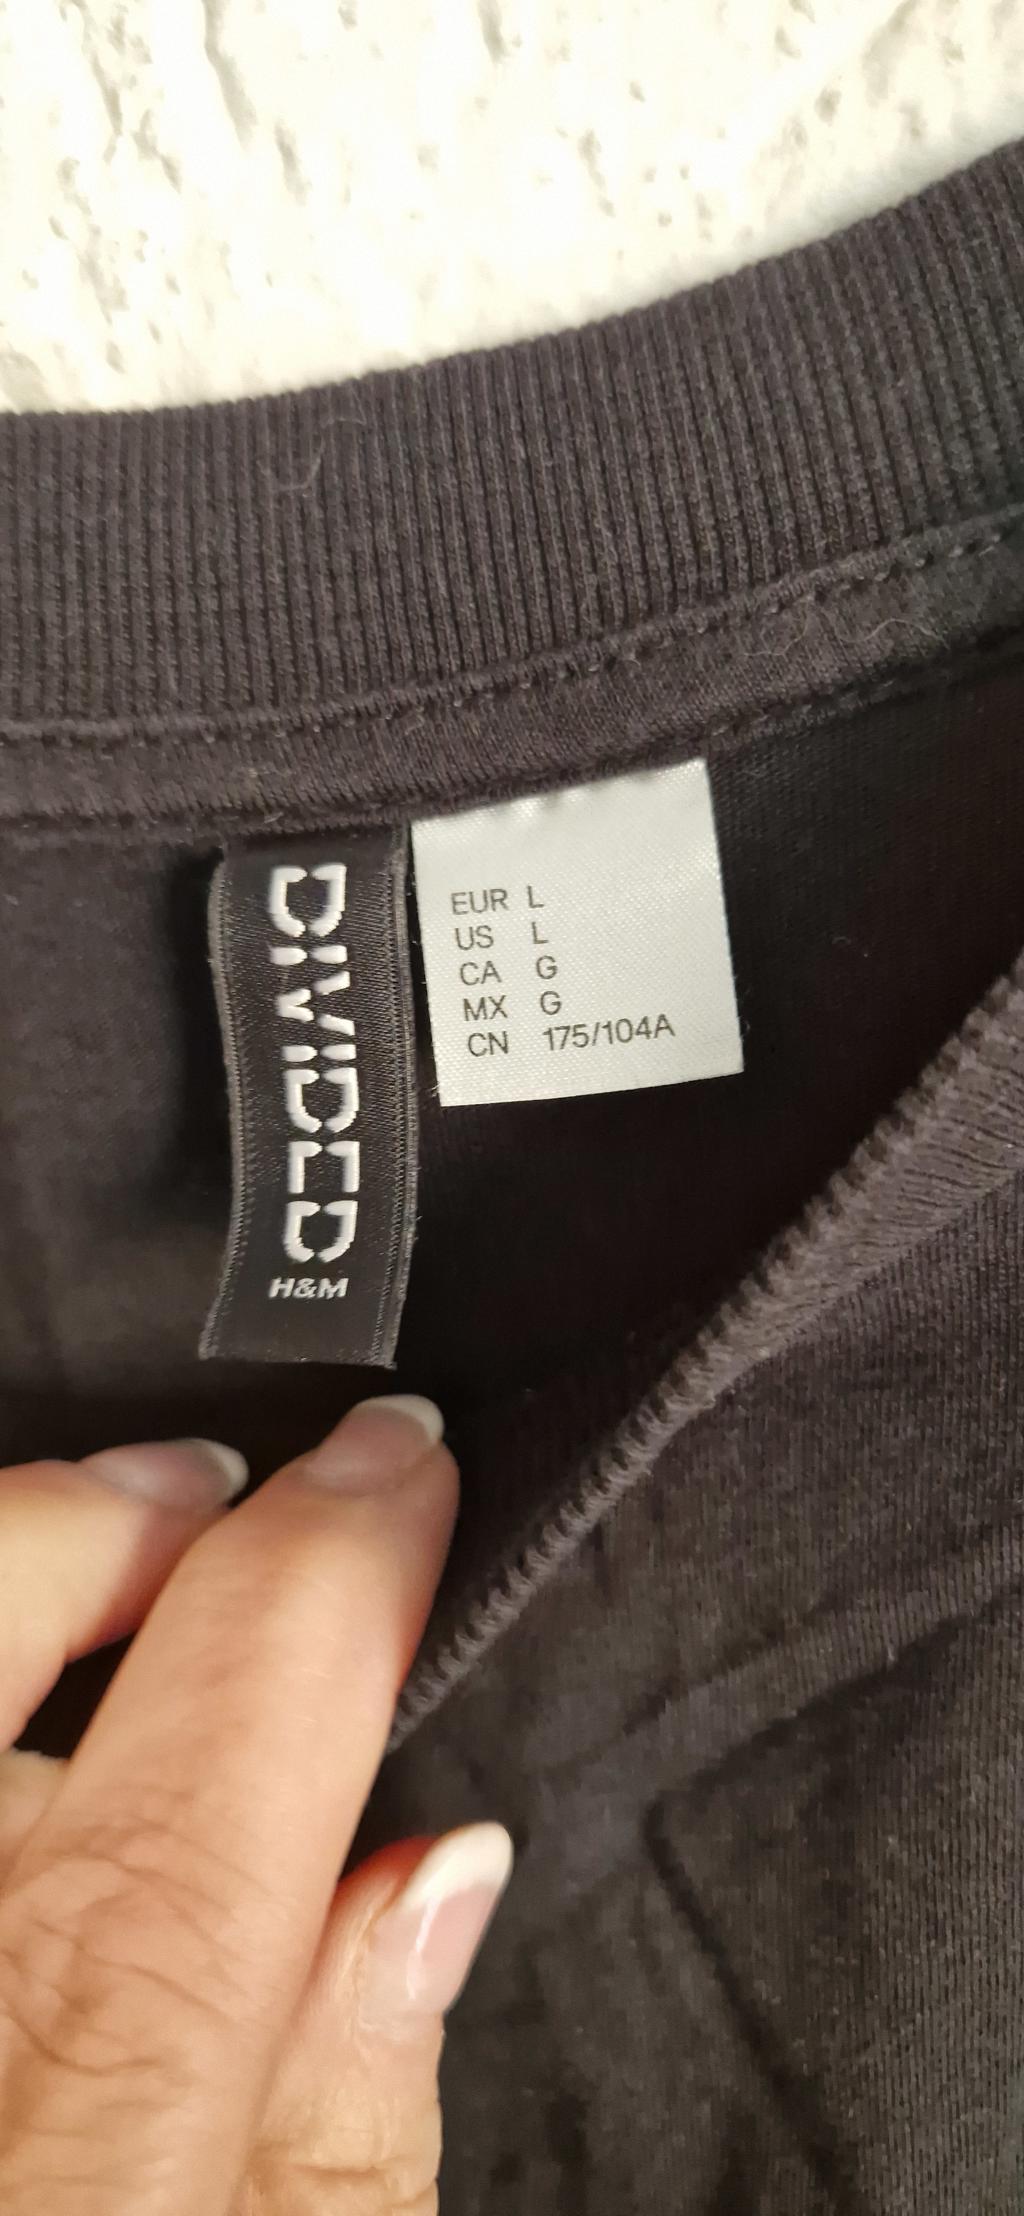 DIVIDED
H&M
EUR L
US L
CA G
MX G
CN 175/104A